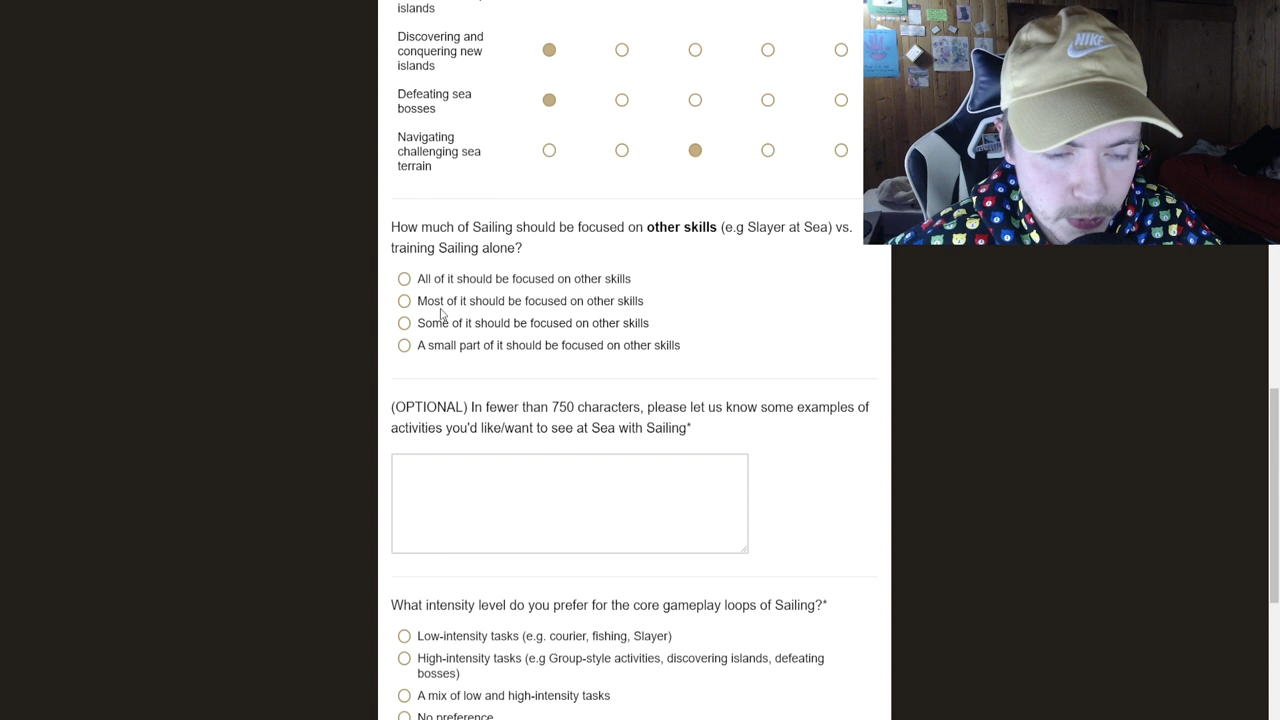 islands
Discovering and
conquering new
islands
Defeating sea
bosses
Navigating
challenging sea
terrain
How much of Sailing should be focused on other skills (e.g Slayer at Sea) vs.
training Sailing alone?
All of it should be focused on other skills
Most of it should be focused on other skills
Some of it should be focused on other skills
A small part of it should be focused on other skills
(OPTIONAL) In fewer than 750 characters, please let us know some examples of
activities you'd like/want to see at Sea with Sailing*
What intensity level do you prefer for the core gameplay loops of Sailing?*
Low-intensity tasks (e.g. courier, fishing, Slayer)
High-intensity tasks (e.g Group-style activities, discovering islands, defeating
bosses)
A mix of low and high-intensity tasks
No preference
NIKE